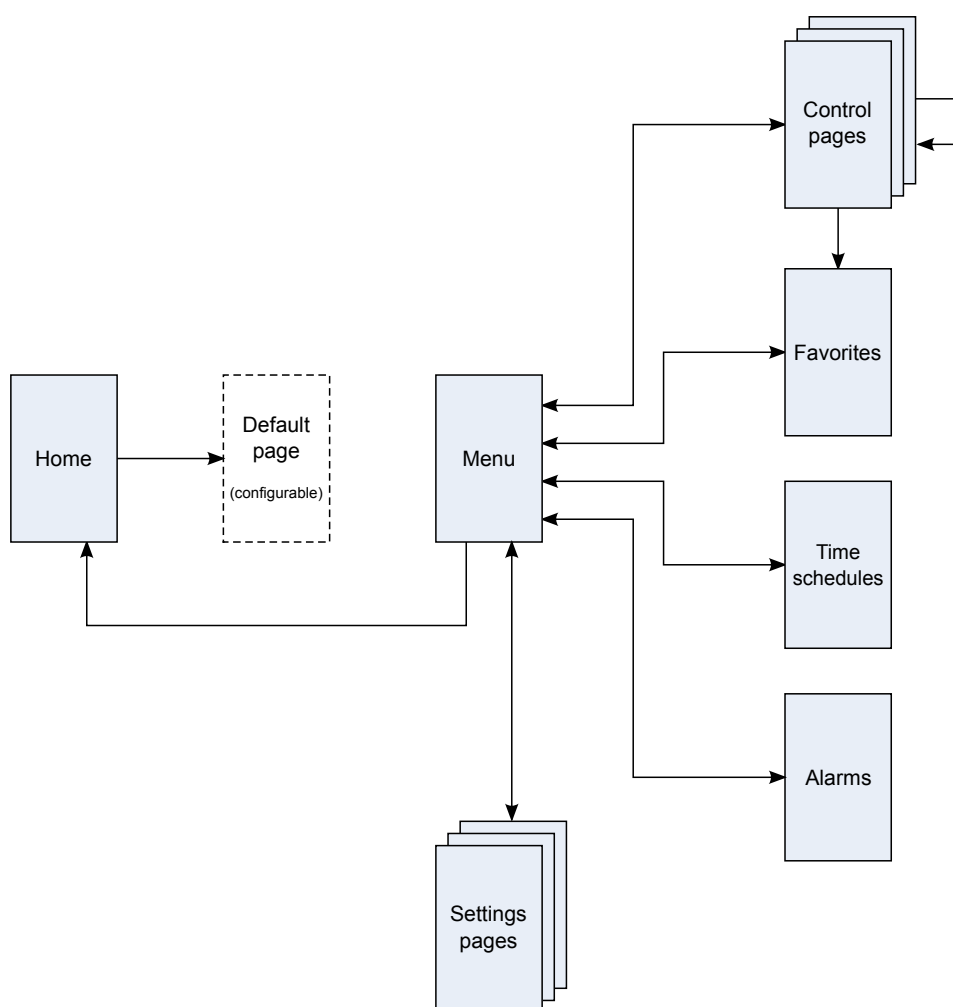 Control
pages
Favorites
Home
Default
page
(configurable)
Menu
Time
schedules
Alarms
Settings
pages